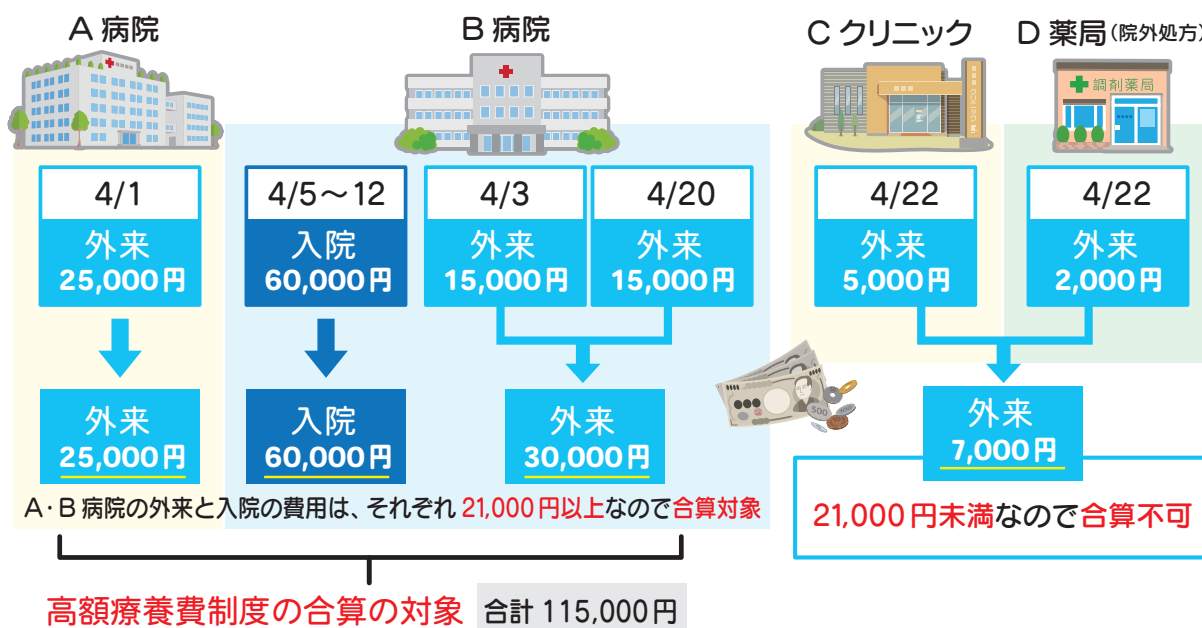 A 病院
B 病院
C クリニック
D 薬局(院外処方)
調剤薬局
4/1
外来
25,000円
4/5～12
入院
60,000円
4/3
外来
15,000円
4/20
外来
15,000円
4/22
外来
5,000円
4/22
外来
2,000円
外来
25,000円
入院
60,000円
外来
30,000円
500
外来
7,000円
A・B 病院の外来と入院の費用は、それぞれ 21,000 円以上なので合算対象
21,000 円未満なので合算不可
高額療養費制度の合算の対象
合計 115,000円